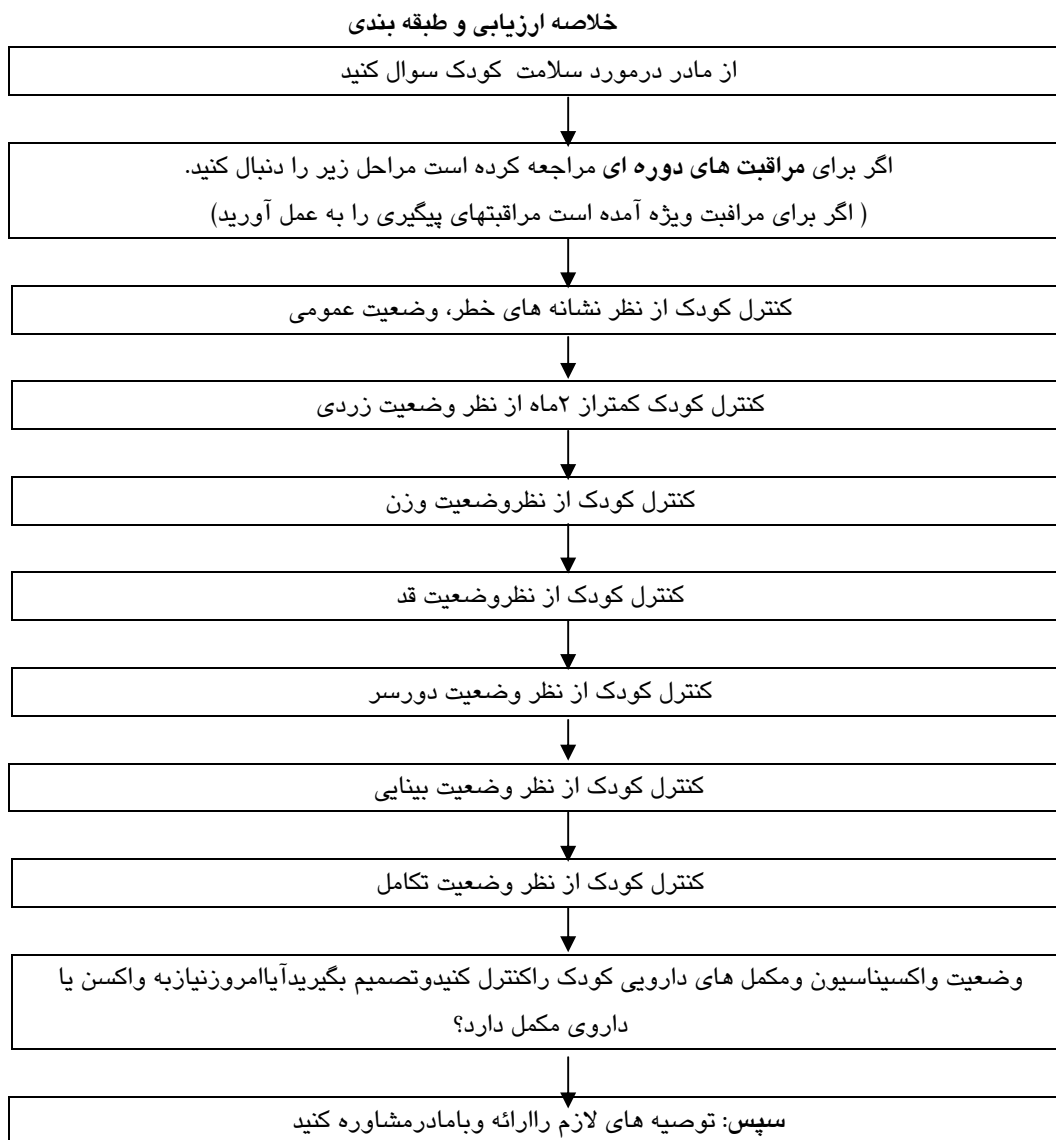 خلاصه ارزیابی و طبقه بندی
از مادر درمورد سلامت کودک سوال کنید
اگر برای مراقبت های دوره ای مراجعه کرده است مراحل زیر را دنبال کنید.
( اگر برای مرافبت ویژه آمده است مراقبتهای پیگیری را به عمل آورید)
کنترل کودک از نظر نشانه های خطر، وضعیت عمومی
کنترل کودک کمتراز ۲ماه از نظر وضعیت زردی
کنترل کودک از نظروضعیت وزن
کنترل کودک از نظروضعیت قد
کنترل کودک از نظر وضعیت دورسر
کنترل کودک از نظر وضعیت بینایی
کنترل کودک از نظر وضعیت تکامل
وضعیت واکسیناسیون ومکمل های دارویی کودک راکنترل کنیدوتصمیم بگیریدآیاامروزنیازبه واکسن یا
داروی مکمل دارد؟
سپس: توصیه های لازم راارائه وبامادرمشاوره کنید